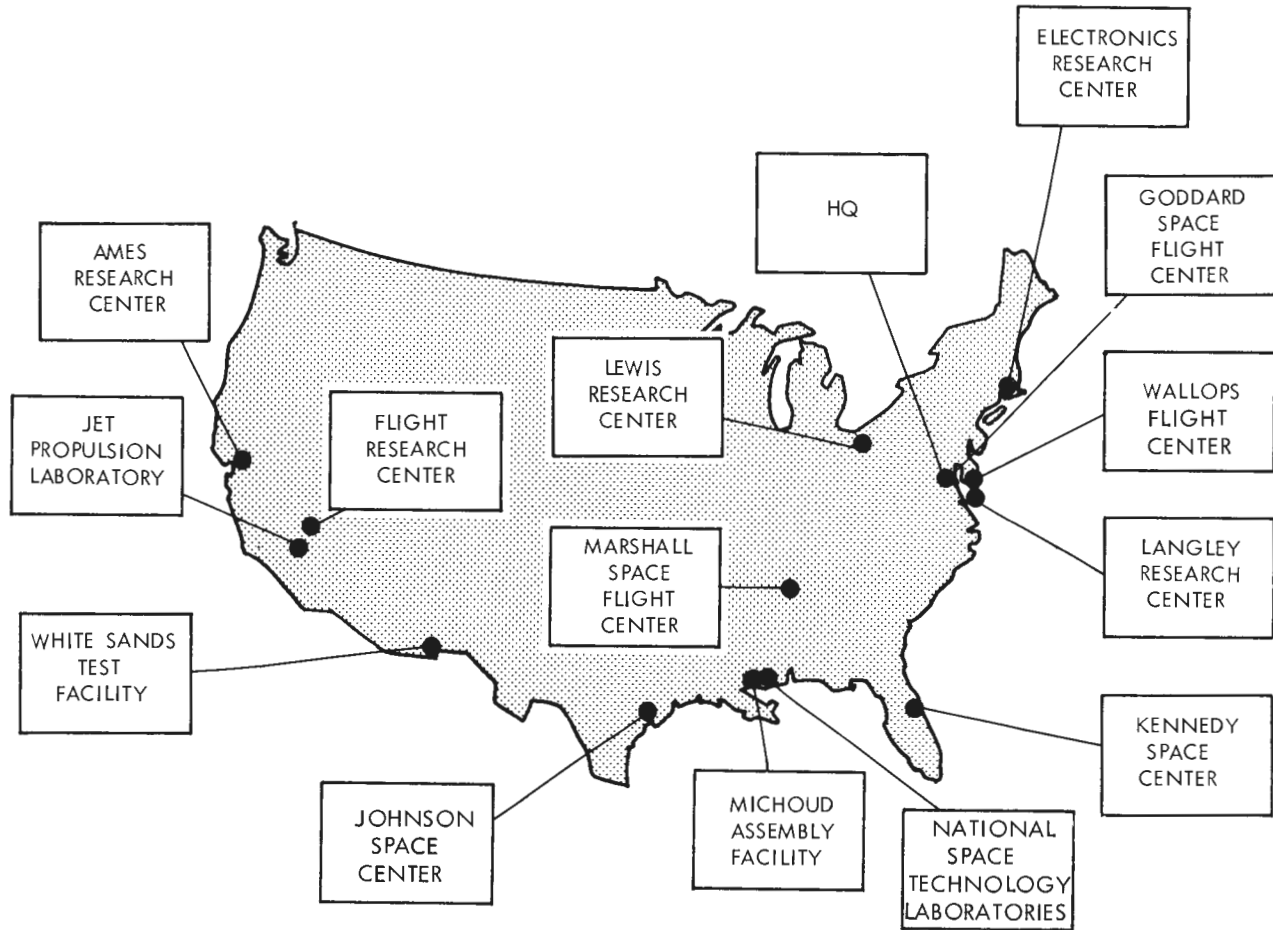 ELECTRONICS
RESEARCH
CENTER
HQ
GODDARD
SPACE
FLIGHT
CENTER
AMES
RESEARCH
CENTER
LEWIS
RESEARCH
CENTER
WALLOPS
FLIGHT
CENTER
JET
PROPULSION
LABORATORY
FLIGHT
RESEARCH
CENTER
MARSHALL
SPACE
FLIGHT
CENTER
LANGLEY
RESEARCH
CENTER
WHITE SANDS
TEST
FACILITY
KENNEDY
SPACE
CENTER
JOHNSON
SPACE
CENTER
MICHOUD
ASSEMBLY
FACILITY
NATIONAL
SPACE
TECHNOLOGY
LABORATORIES